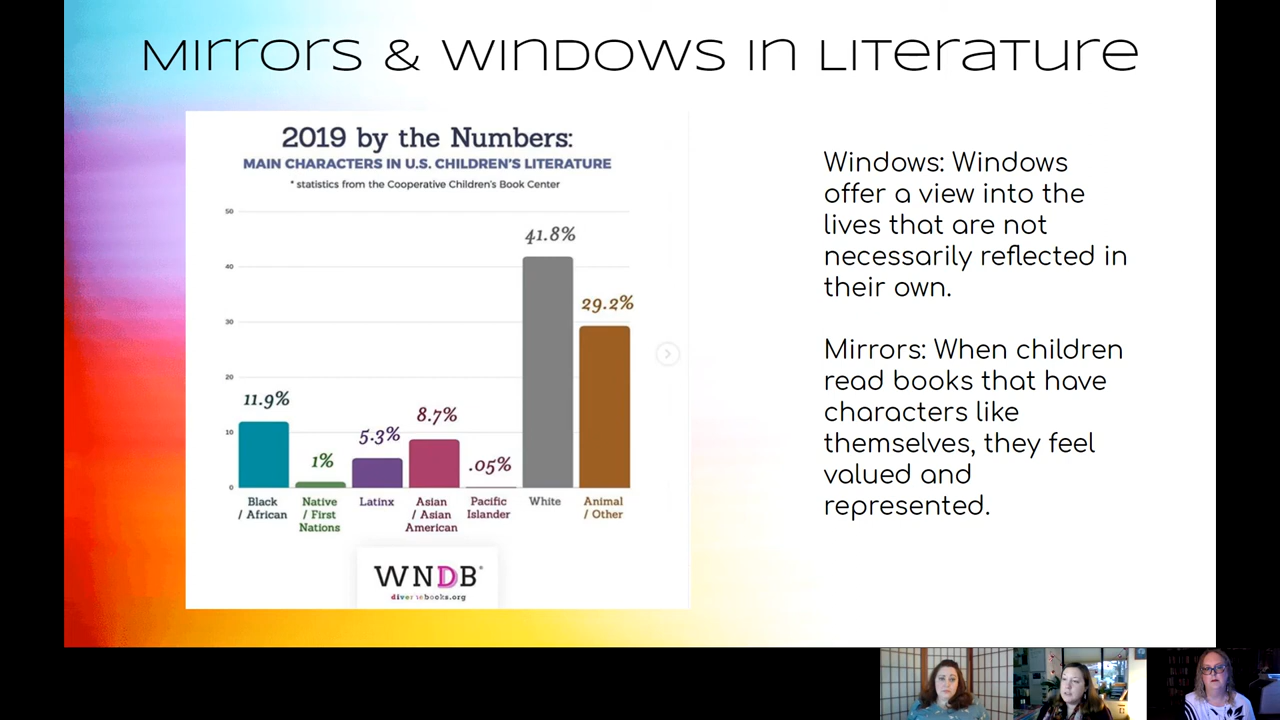 Mirrors & Windows in Literature
2019 by the Numbers:
MAIN CHARACTERS IN U.S. CHILDREN'S LITERATURE
* statistics from the Cooperative Children's Book Center
50
40
30
20
10
0
11.9%
1%
5.3%
8.7%
.05%
41.8%
29.2%
Black
/ African
Native
/ First
Nations
Latinx
Asian
/ Asian
American
Pacific
Islander
White
Animal
/ Other
WNDB®
diversebooks.org
Windows: Windows
offer a view into the
lives that are not
necessarily reflected in
their own.
Mirrors: When children
read books that have
characters like
themselves, they feel
valued and
represented.